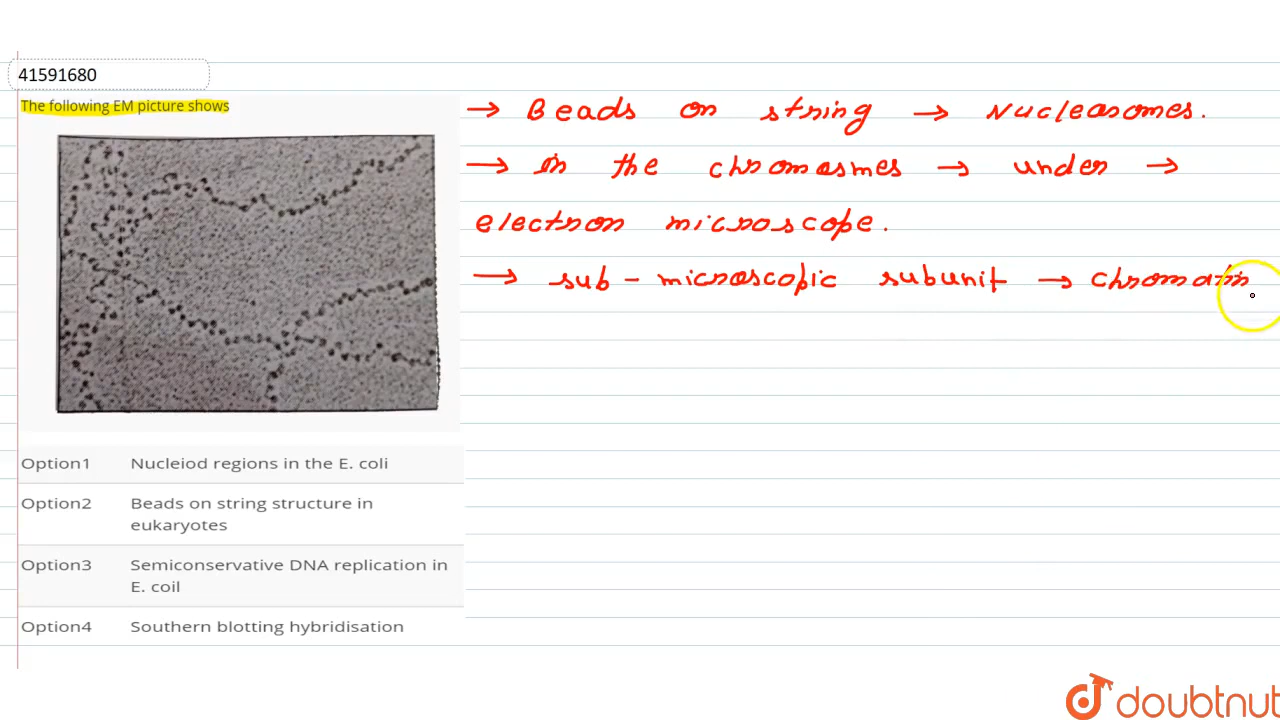 41591680
The following EM picture shows
→ Beads on string → Nucleosomes.
→ in the chromosmes → under →
electron microscope.
→ sub-microscopic subunit → chromatin
Option1 Nucleiod regions in the E. coli
Option2 Beads on string structure in
eukaryotes
Option3 Semiconservative DNA replication in
E. coil
Option4 Southern blotting hybridisation
doubtnut